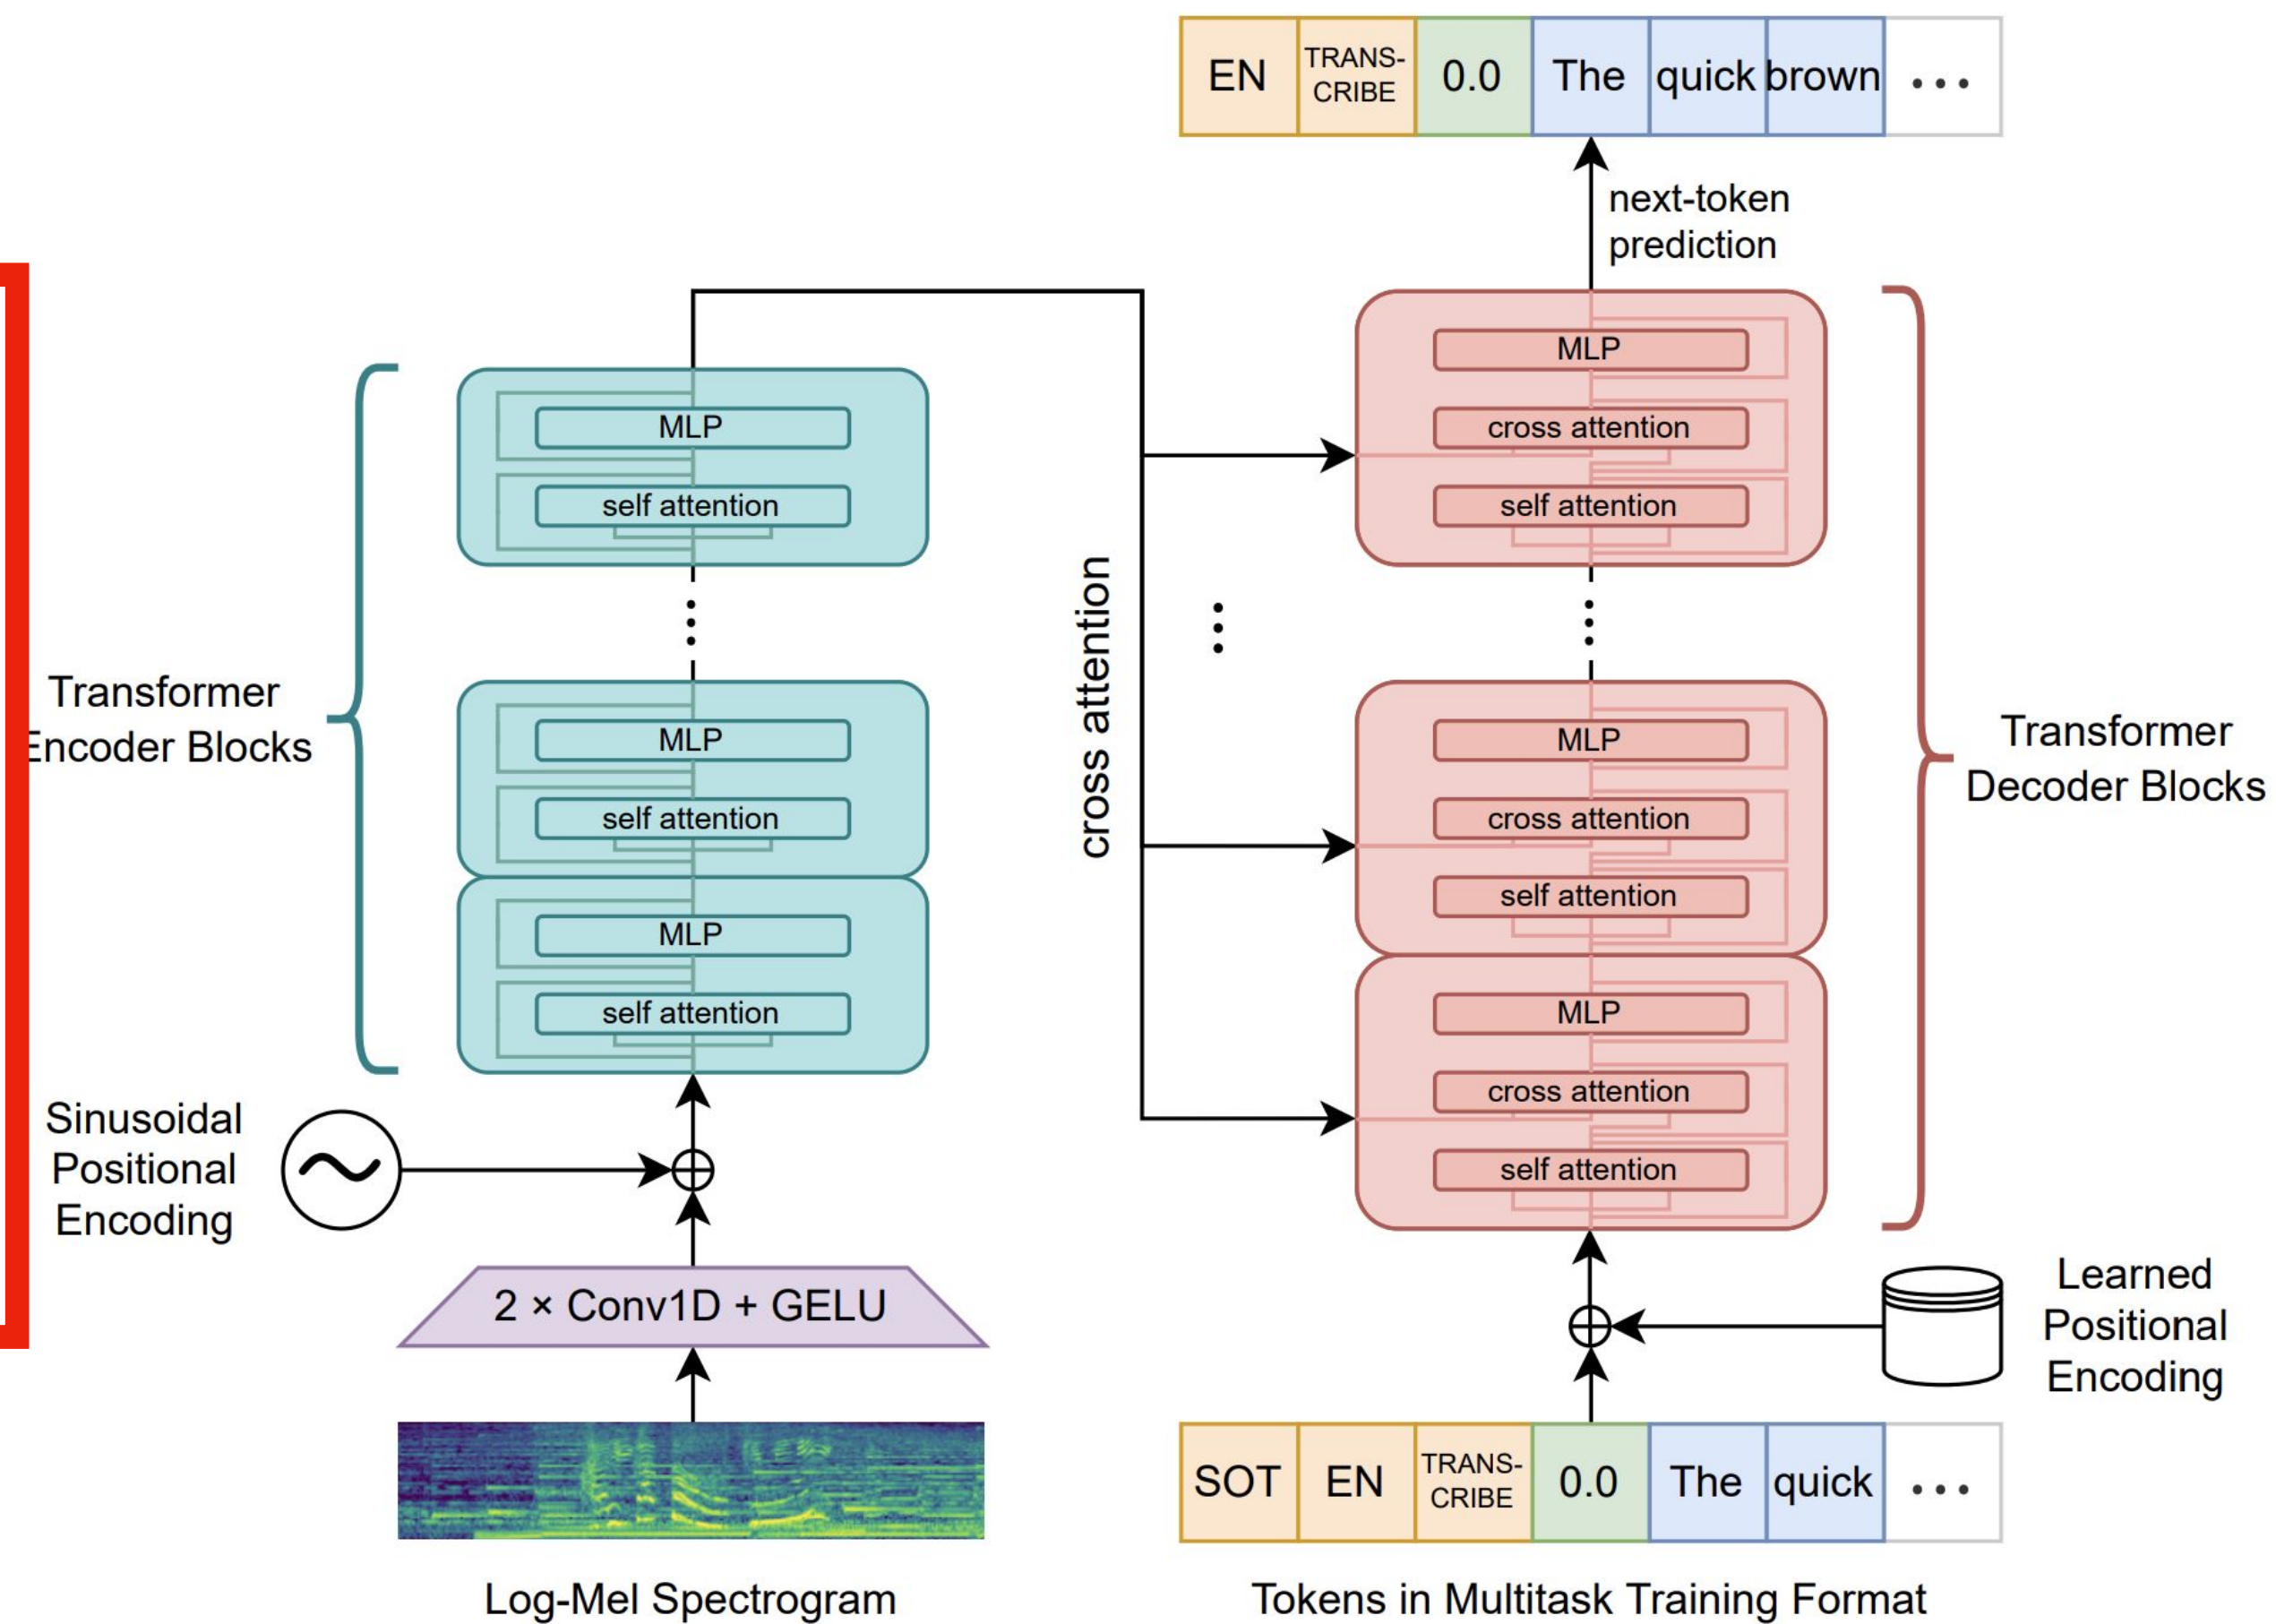 EN TRANS-CRIBE 0.0 The quick brown ...
next-token
prediction
MLP
self attention
MLP
self attention
MLP
self attention
Transformer
Encoder Blocks
cross attention
MLP
cross attention
self attention
MLP
cross attention
self attention
MLP
cross attention
self attention
Transformer
Decoder Blocks
Sinusoidal
Positional
Encoding
2 × Conv1D + GELU
Learned
Positional
Encoding
SOT EN TRANS-CRIBE 0.0 The quick ...
Log-Mel Spectrogram
Tokens in Multitask Training Format